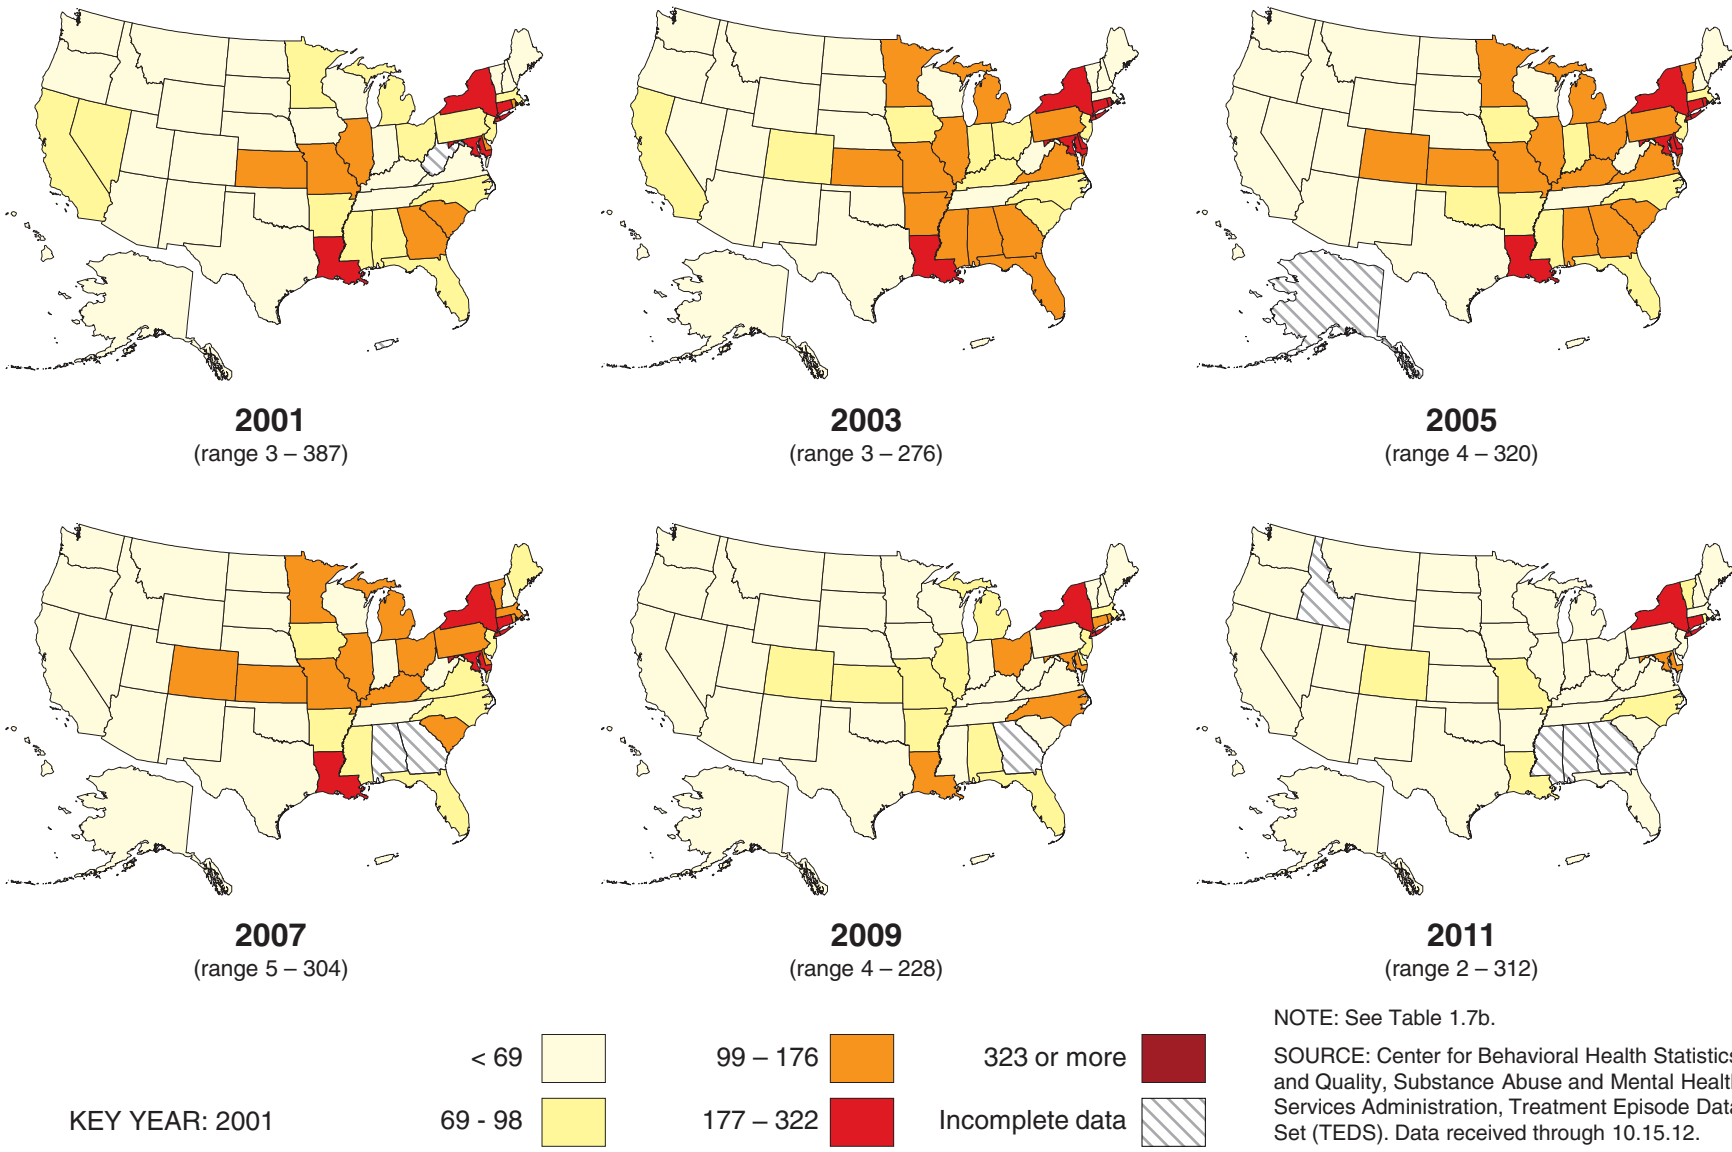 2001
(range 3 – 387)
2003
(range 3 – 276)
2005
(range 4 – 320)
2007
(range 5 – 304)
2009
(range 4 – 228)
2011
(range 2 – 312)
KEY YEAR: 2001
< 69
69 - 98
99 – 176
177 – 322
323 or more
Incomplete data
NOTE: See Table 1.7b.
SOURCE: Center for Behavioral Health Statistics
and Quality, Substance Abuse and Mental Health
Services Administration, Treatment Episode Data
Set (TEDS). Data received through 10.15.12.